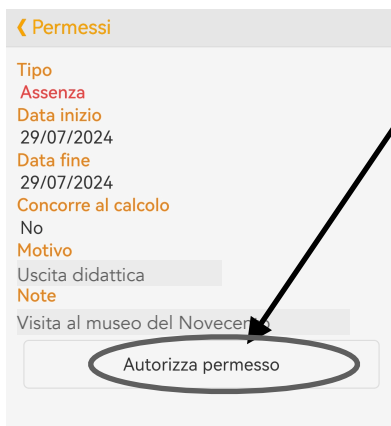 Permessi
Tipo
Assenza
Data inizio
29/07/2024
Data fine
29/07/2024
Concorre al calcolo
No
Motivo
Uscita didattica
Note
Visita al museo del Novecento
Autorizza permesso